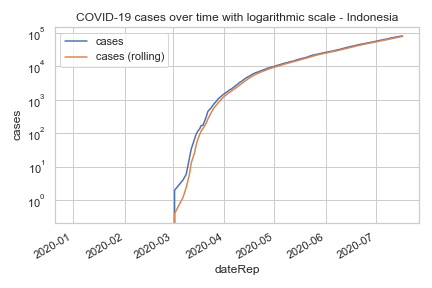 COVID-19 cases over time with logarithmic scale - Indonesia
cases
cases (rolling)
10^5
10^4
10^3
10^2
10^1
10^0
cases
2020-01
2020-02
2020-03
2020-04
2020-05
2020-06
2020-07
dateRep